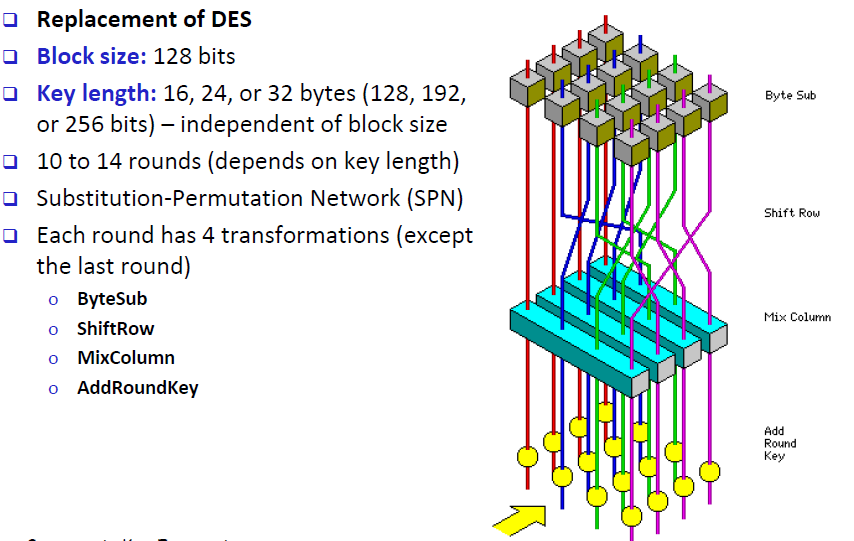 Replacement of DES
Block size: 128 bits
Key length: 16, 24, or 32 bytes (128, 192,
or 256 bits) – independent of block size
10 to 14 rounds (depends on key length)
Substitution-Permutation Network (SPN)
Each round has 4 transformations (except
the last round)
o ByteSub
o ShiftRow
o MixColumn
o AddRoundKey
Byte Sub
Shift Row
Mix Column
Add
Round
Key